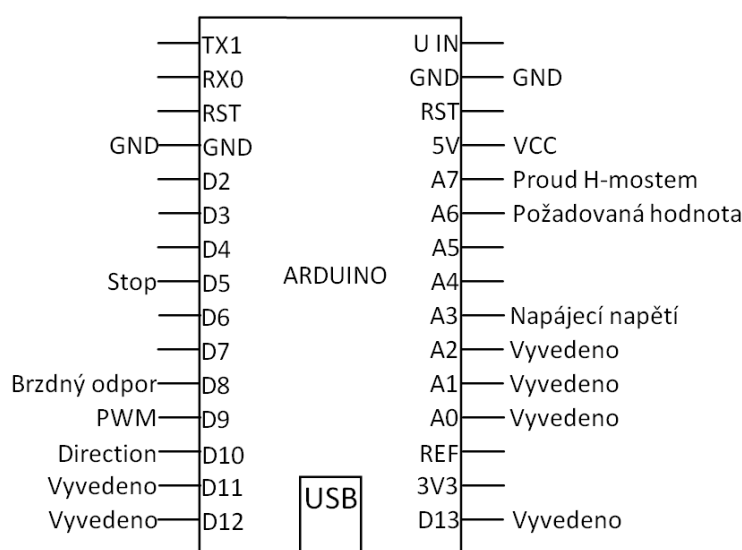 TX1 U IN
RX0 GND GND
RST RST
GND GND 5V VCC
D2 A7 Proud H-mostem
D3 A6 Požadovaná hodnota
D4 A5
Stop D5 ARDUINO A4
D6 A3 Napájecí napětí
D7 A2 Vyvedeno
Brzdný odpor D8 A1 Vyvedeno
PWM D9 A0 Vyvedeno
Direction D10 REF
Vyvedeno D11 USB 3V3
Vyvedeno D12 D13 Vyvedeno